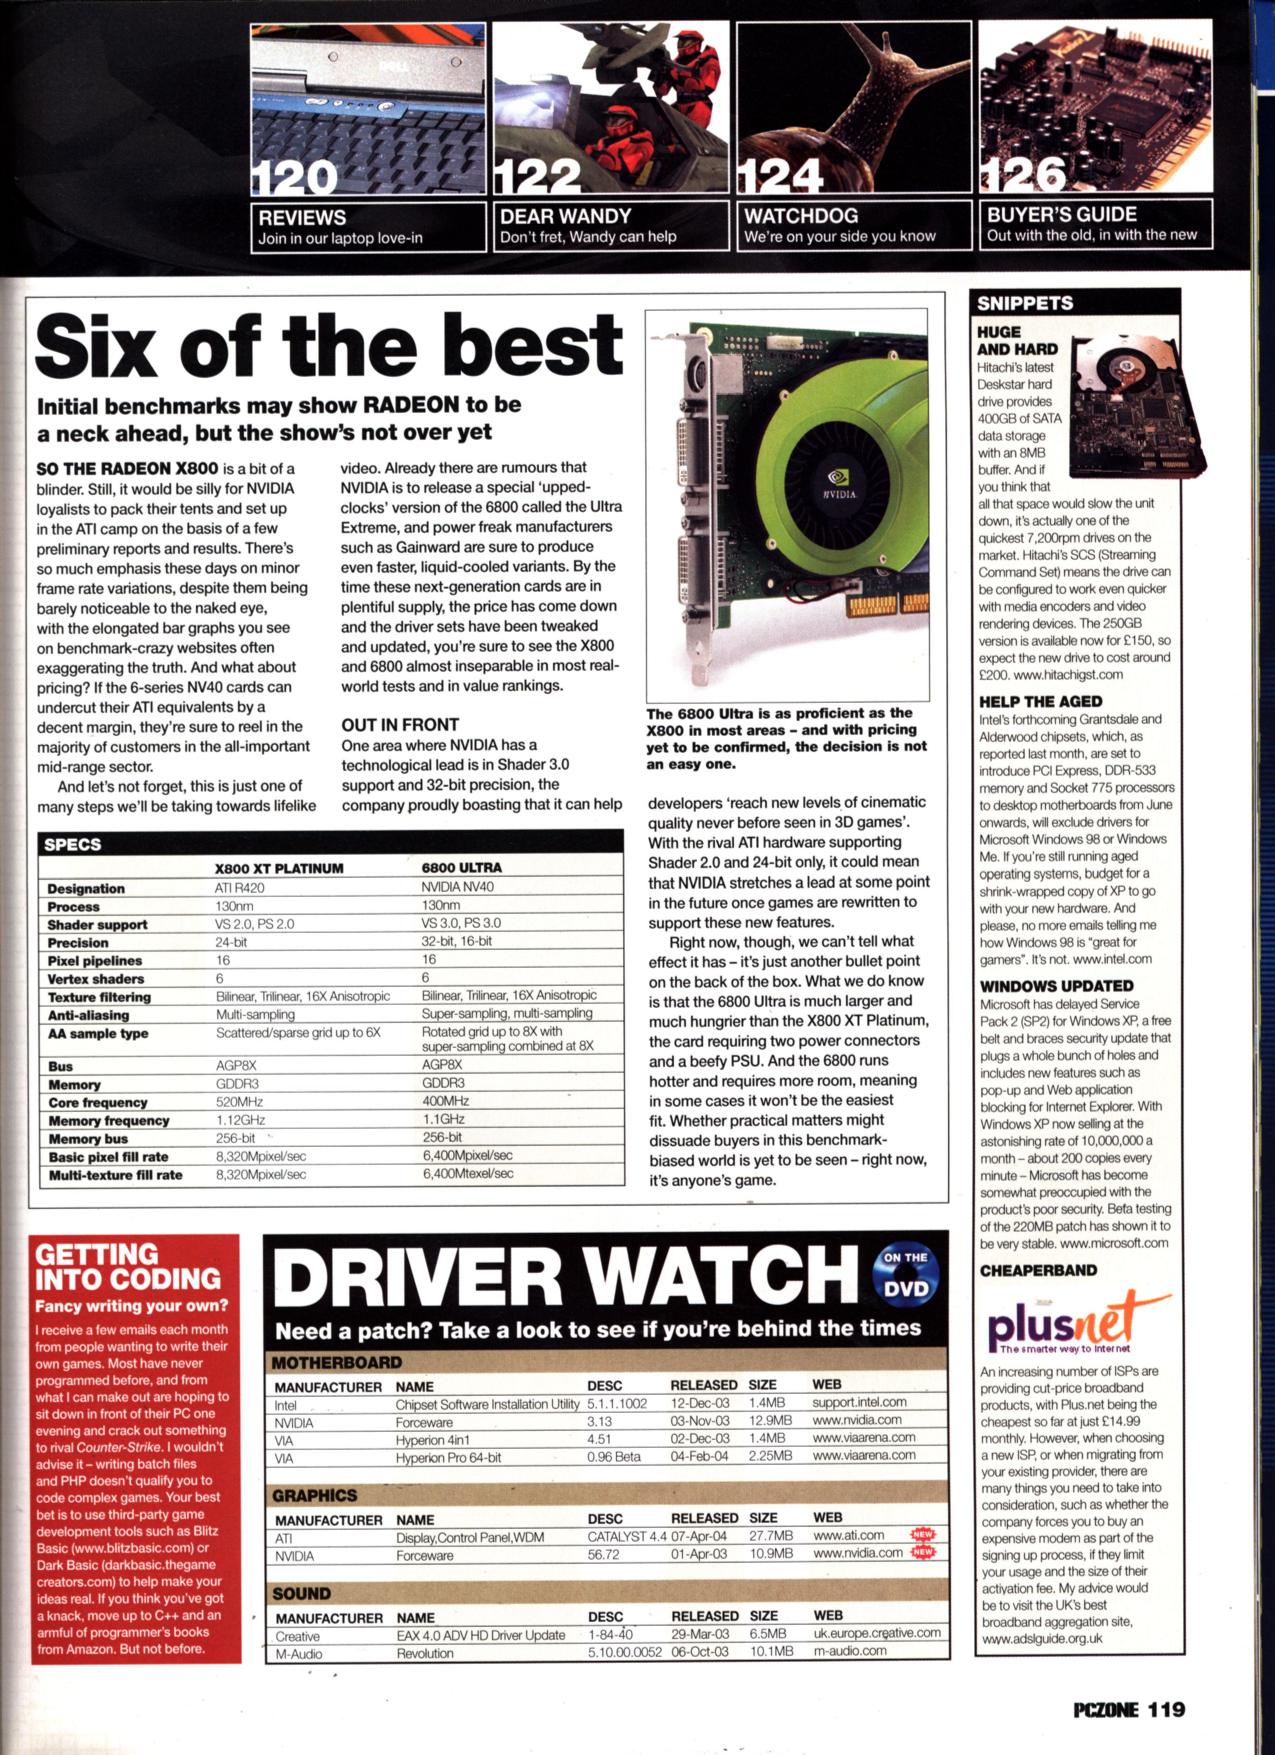 120
REVIEWS
Join in our laptop love-in
122
DEAR WANDY
Don't fret, Wandy can help
124
WATCHDOG
We're on your side you know
126
BUYER'S GUIDE
Out with the old, in with the new
Six of the best
Initial benchmarks may show RADEON to be
a neck ahead, but the show's not over yet
SO THE RADEON X800 is a bit of a
blinder. Still, it would be silly for NVIDIA
loyalists to pack their tents and set up
in the ATI camp on the basis of a few
preliminary reports and results. There's
so much emphasis these days on minor
frame rate variations, despite them being
barely noticeable to the naked eye,
with the elongated bar graphs you see
on benchmark-crazy websites often
exaggerating the truth. And what about
pricing? If the 6-series NV40 cards can
undercut their ATI equivalents by a
decent margin, they're sure to reel in the
majority of customers in the all-important
mid-range sector.
And let's not forget, this is just one of
many steps we'll be taking towards lifelike
video. Already there are rumours that
NVIDIA is to release a special 'upped-
clocks' version of the 6800 called the Ultra
Extreme, and power freak manufacturers
such as Gainward are sure to produce
even faster, liquid-cooled variants. By the
time these next-generation cards are in
plentiful supply, the price has come down
and the driver sets have been tweaked
and updated, you're sure to see the X800
and 6800 almost inseparable in most real-
world tests and in value rankings.
OUT IN FRONT
One area where NVIDIA has a
technological lead is in Shader 3.0
support and 32-bit precision, the
company proudly boasting that it can help
NVIDIA
The 6800 Ultra is as proficient as the
X800 in most areas – and with pricing
yet to be confirmed, the decision is not
an easy one.
developers 'reach new levels of cinematic
quality never before seen in 3D games'.
With the rival ATI hardware supporting
Shader 2.0 and 24-bit only, it could mean
that NVIDIA stretches a lead at some point
in the future once games are rewritten to
support these new features.
Right now, though, we can't tell what
effect it has – it's just another bullet point
on the back of the box. What we do know
is that the 6800 Ultra is much larger and
much hungrier than the X800 XT Platinum,
the card requiring two power connectors
and a beefy PSU. And the 6800 runs
hotter and requires more room, meaning
in some cases it won't be the easiest
fit. Whether practical matters might
dissuade buyers in this benchmark-
biased world is yet to be seen – right now,
it's anyone's game.
SPECS
X800 XT PLATINUM 6800 ULTRA
Designation ATI R420 NVIDIA NV40
Process 130nm 130nm
Shader support VS 2.0, PS 2.0 VS 3.0, PS 3.0
Precision 24-bit 32-bit, 16-bit
Pixel pipelines 16 16
Vertex shaders 6 6
Texture filtering Bilinear, Trilinear, 16X Anisotropic Bilinear, Trilinear, 16X Anisotropic
Anti-aliasing Multi-sampling Super-sampling, multi-sampling
AA sample type Scattered/sparse grid up to 6X Rotated grid up to 8X with
super-sampling combined at 8X
Bus AGP8X AGP8X
Memory GDDR3 GDDR3
Core frequency 520MHz 400MHz
Memory frequency 1.12GHz 1.1GHz
Memory bus 256-bit 256-bit
Basic pixel fill rate 8,320Mpixel/sec 6,400Mpixel/sec
Multi-texture fill rate 8,320Mpixel/sec 6,400Mtexel/sec
GETTING
INTO CODING
Fancy writing your own?
I receive a few emails each month
from people wanting to write their
own games. Most have never
programmed before, and from
what I can make out are hoping to
sit down in front of their PC one
evening and crack out something
to rival Counter-Strike. I wouldn't
advise it – writing batch files
and PHP doesn't qualify you to
code complex games. Your best
bet is to use third-party game
development tools such as Blitz
Basic (www.blitzbasic.com) or
Dark Basic (darkbasic.thegame
creators.com) to help make your
ideas real. If you think you've got
a knack, move up to C++ and an
armful of programmer's books
from Amazon. But not before.
DRIVER WATCH
ON THE
DVD
Need a patch? Take a look to see if you're behind the times
MOTHERBOARD
MANUFACTURER NAME DESC RELEASED SIZE WEB
Intel Chipset Software Installation Utility 5.1.1.1002 12-Dec-03 1.4MB support.intel.com
NVIDIA Forceware 3.13 03-Nov-03 12.9MB www.nvidia.com
VIA Hyperion 4in1 4.51 02-Dec-03 1.4MB www.viaarena.com
VIA Hyperion Pro 64-bit 0.96 Beta 04-Feb-04 2.25MB www.viaarena.com
GRAPHICS
MANUFACTURER NAME DESC RELEASED SIZE WEB
ATI Display,Control Panel,WDM CATALYST 4.4 07-Apr-04 27.7MB www.ati.com NEW
NVIDIA Forceware 56.72 01-Apr-03 10.9MB www.nvidia.com NEW
SOUND
MANUFACTURER NAME DESC RELEASED SIZE WEB
Creative EAX 4.0 ADV HD Driver Update 1-84-40 29-Mar-03 6.5MB uk.europe.creative.com
M-Audio Revolution 5.10.00.0052 06-Oct-03 10.1MB m-audio.com
SNIPPETS
HUGE
AND HARD
Hitachi's latest
Deskstar hard
drive provides
400GB of SATA
data storage
with an 8MB
buffer. And if
you think that
all that space would slow the unit
down, it's actually one of the
quickest 7,200rpm drives on the
market. Hitachi's SCS (Streaming
Command Set) means the drive can
be configured to work even quicker
with media encoders and video
rendering devices. The 250GB
version is available now for £150, so
expect the new drive to cost around
£200. www.hitachigst.com
HELP THE AGED
Intel's forthcoming Grantsdale and
Alderwood chipsets, which, as
reported last month, are set to
introduce PCI Express, DDR-533
memory and Socket 775 processors
to desktop motherboards from June
onwards, will exclude drivers for
Microsoft Windows 98 or Windows
Me. If you're still running aged
operating systems, budget for a
shrink-wrapped copy of XP to go
with your new hardware. And
please, no more emails telling me
how Windows 98 is "great for
gamers". It's not. www.intel.com
WINDOWS UPDATED
Microsoft has delayed Service
Pack 2 (SP2) for Windows XP, a free
belt and braces security update that
plugs a whole bunch of holes and
includes new features such as
pop-up and Web application
blocking for Internet Explorer. With
Windows XP now selling at the
astonishing rate of 10,000,000 a
month – about 200 copies every
minute – Microsoft has become
somewhat preoccupied with the
product's poor security. Beta testing
of the 220MB patch has shown it to
be very stable. www.microsoft.com
CHEAPERBAND
plusnet
The smarter way to Internet
An increasing number of ISPs are
providing cut-price broadband
products, with Plus.net being the
cheapest so far at just £14.99
monthly. However, when choosing
a new ISP, or when migrating from
your existing provider, there are
many things you need to take into
consideration, such as whether the
company forces you to buy an
expensive modem as part of the
signing up process, if they limit
your usage and the size of their
activation fee. My advice would
be to visit the UK's best
broadband aggregation site,
www.adslguide.org.uk
PCZONE 119